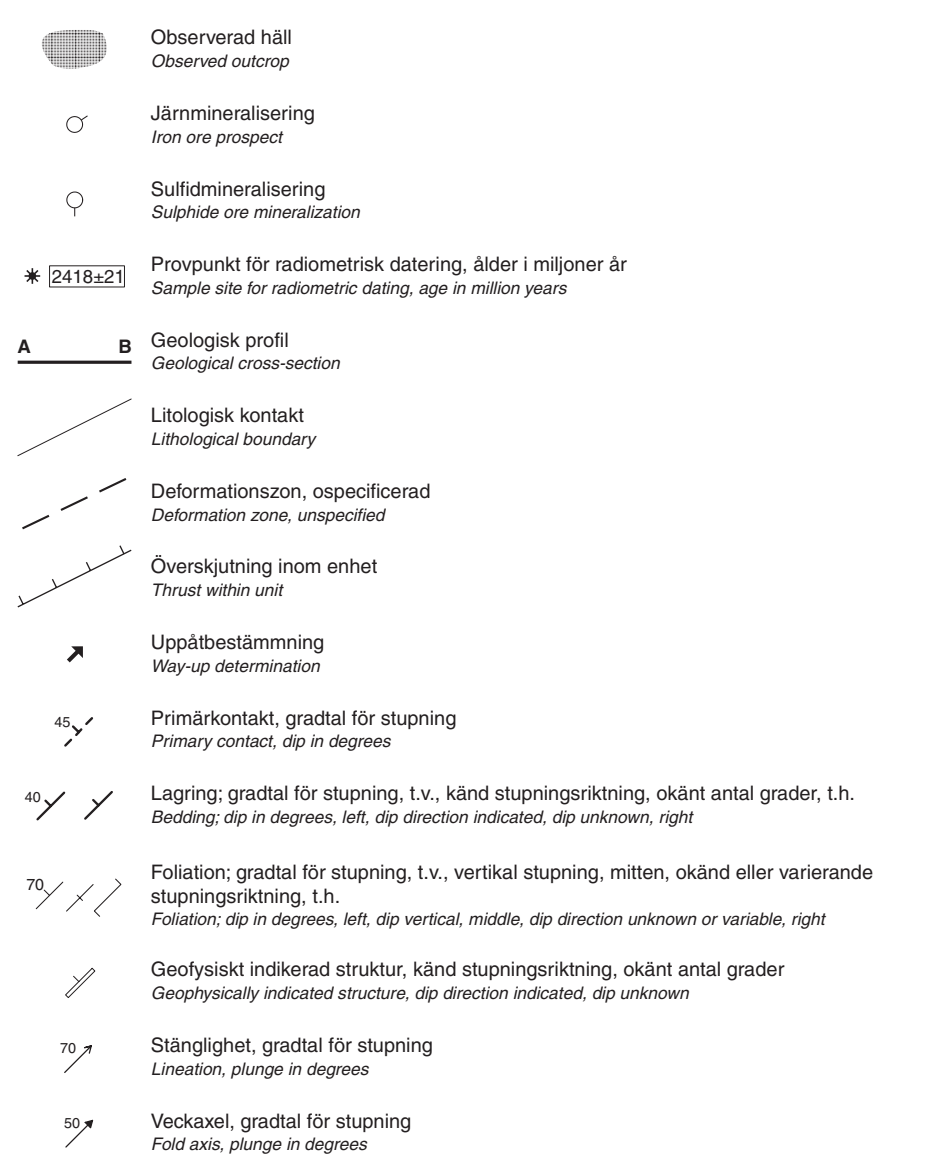 Observerad häll
Observed outcrop
Järnmineralisering
Iron ore prospect
Sulfidmineralisering
Sulphide ore mineralization
2418±21
Provpunkt för radiometrisk datering, ålder i miljoner år
Sample site for radiometric dating, age in million years
A B
Geologisk profil
Geological cross-section
Litologisk kontakt
Lithological boundary
Deformationszon, ospecificerad
Deformation zone, unspecified
Överskjutning inom enhet
Thrust within unit
Uppåtbestämmning
Way-up determination
45
Primärkontakt, gradtal för stupning
Primary contact, dip in degrees
40
Lagring; gradtal för stupning, t.v., känd stupningsriktning, okänt antal grader, t.h.
Bedding; dip in degrees, left, dip direction indicated, dip unknown, right
70
Foliation; gradtal för stupning, t.v., vertikal stupning, mitten, okänd eller varierande
stupningsriktning, t.h.
Foliation; dip in degrees, left, dip vertical, middle, dip direction unknown or variable, right
Geofysiskt indikerad struktur, känd stupningsriktning, okänt antal grader
Geophysically indicated structure, dip direction indicated, dip unknown
70
Stänglighet, gradtal för stupning
Lineation, plunge in degrees
50
Veckaxel, gradtal för stupning
Fold axis, plunge in degrees